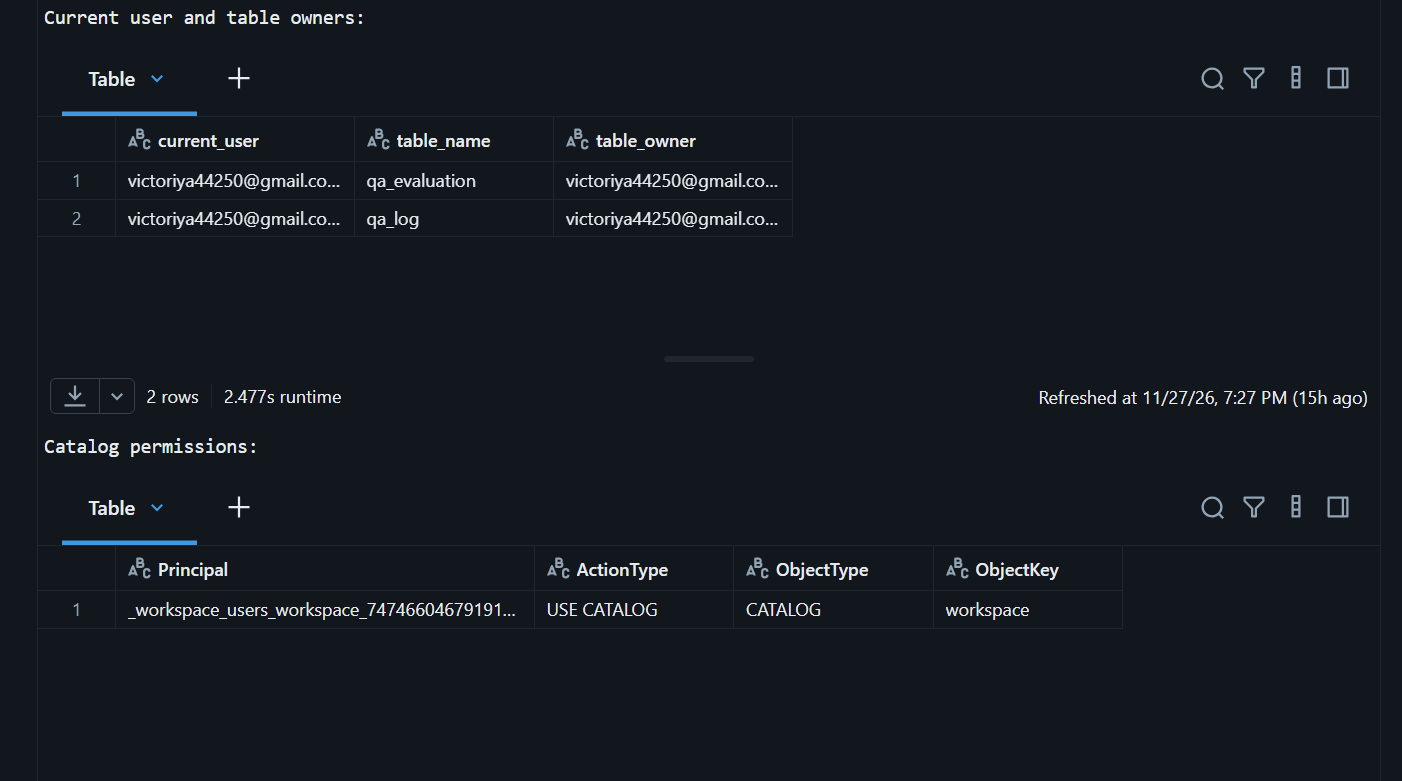 Current user and table owners:
Table
current_user table_name table_owner
1 victoriya44250@gmail.co... qa_evaluation victoriya44250@gmail.co...
2 victoriya44250@gmail.co... qa_log victoriya44250@gmail.co...
2 rows 2.477s runtime Refreshed at 11/27/26, 7:27 PM (15h ago)
Catalog permissions:
Table
Principal ActionType ObjectType ObjectKey
1 _workspace_users_workspace_74746604679191... USE CATALOG CATALOG workspace